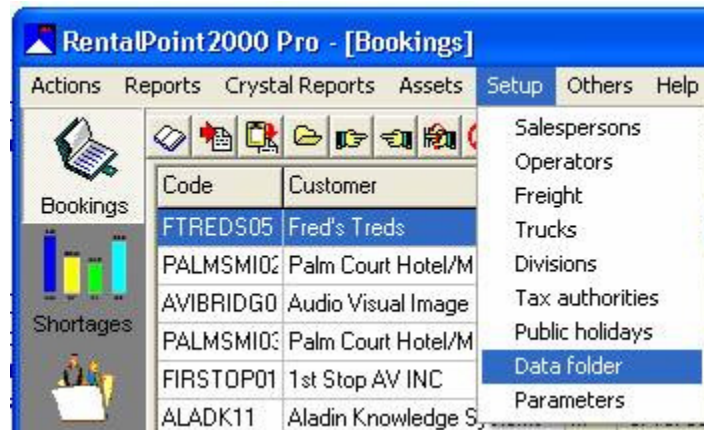 RentalPoint2000 Pro - [Bookings]
Actions Reports Crystal Reports Assets Setup Others Help
Salespersons
Operators
Freight
Trucks
Divisions
Tax authorities
Public holidays
Data folder
Parameters
Bookings
Shortages
Code Customer
FTREDS05 Fred's Treds
PALMSMI02 Palm Court Hotel/M
AVIBRIDG0 Audio Visual Image
PALMSMI03 Palm Court Hotel/M
FIRSTOP01 1st Stop AV INC
ALADK11 Aladin Knowledge